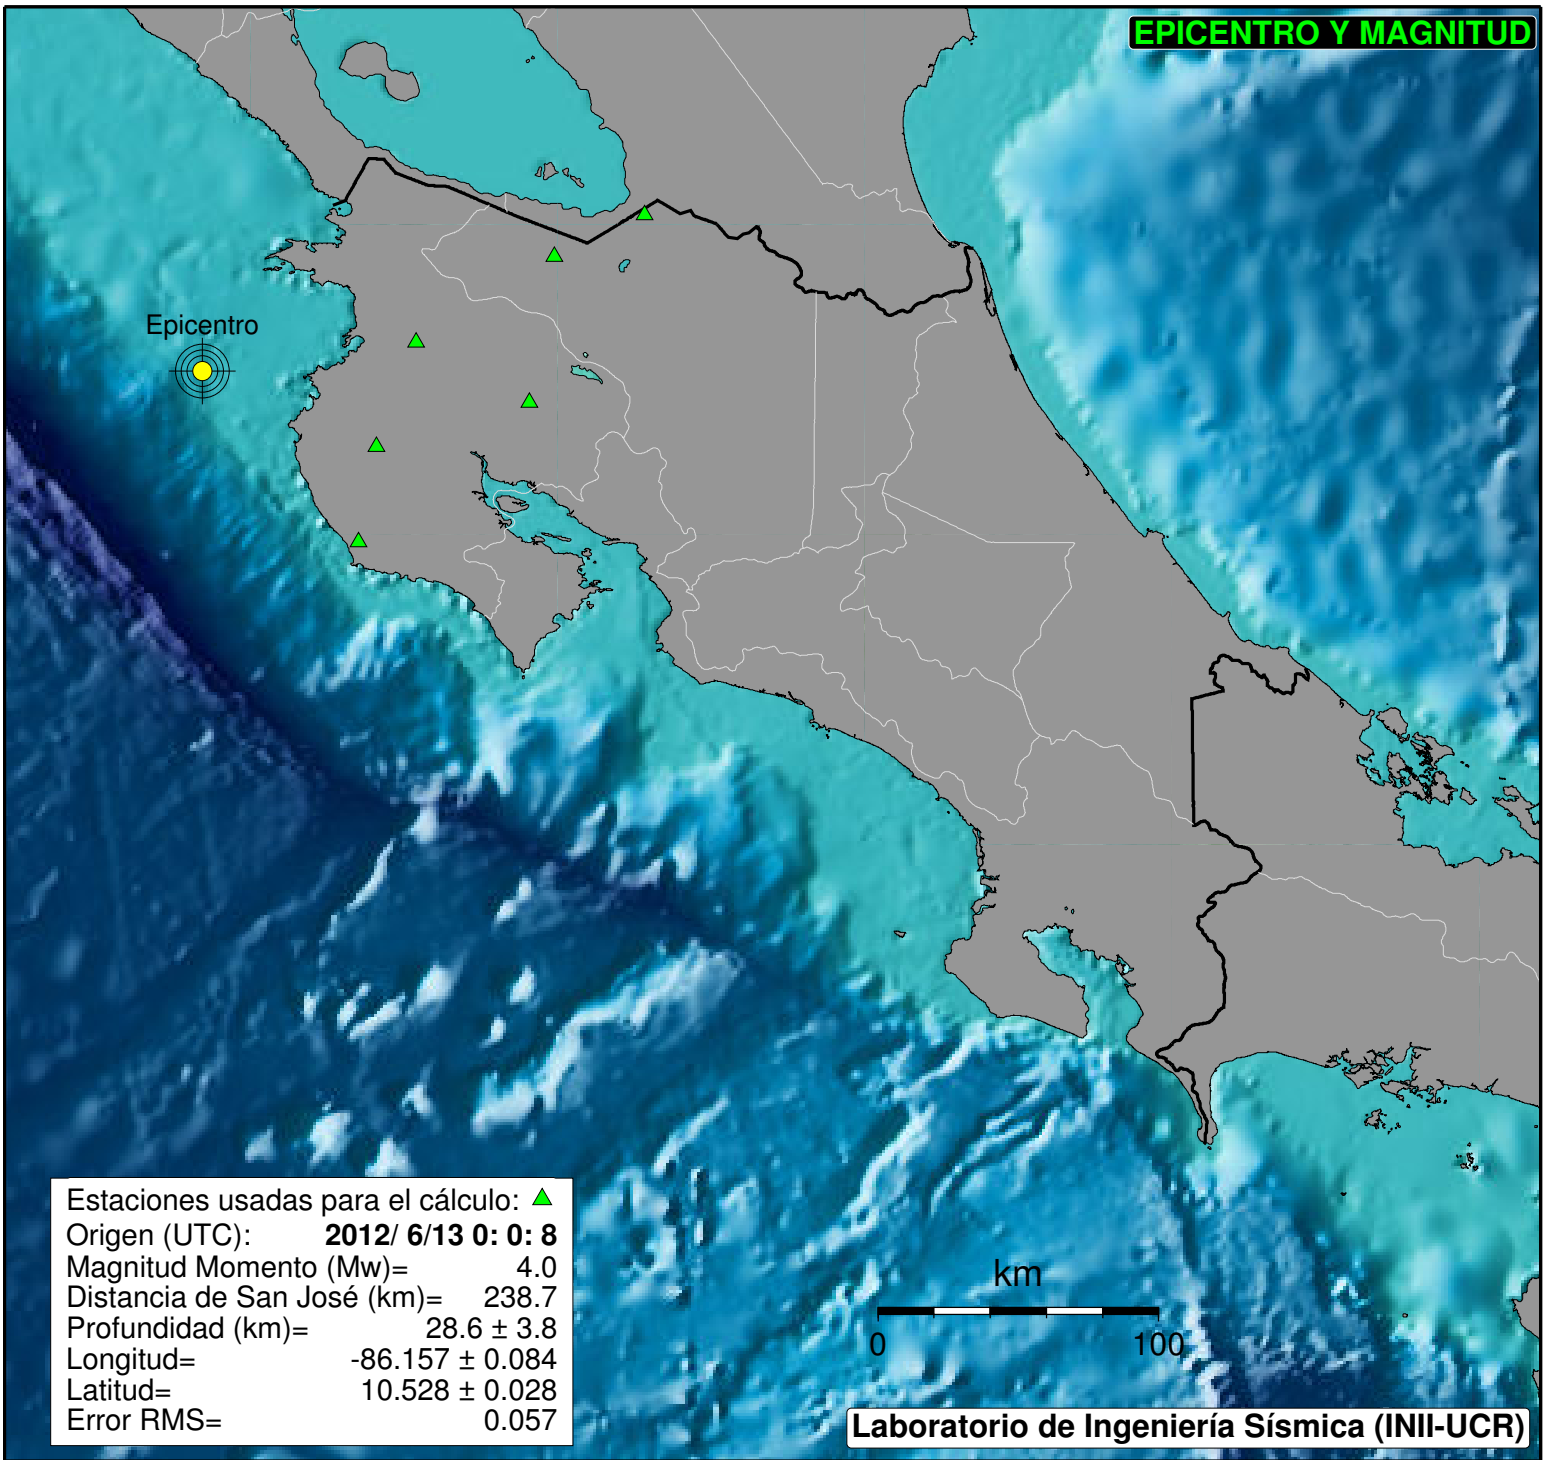 EPICENTRO Y MAGNITUD
Epicentro
Estaciones usadas para el cálculo:
Origen (UTC): 2012/ 6/13 0: 0: 8
Magnitud Momento (Mw)= 4.0
Distancia de San José (km)= 238.7
Profundidad (km)= 28.6 ± 3.8
Longitud= -86.157 ± 0.084
Latitud= 10.528 ± 0.028
Error RMS= 0.057
km
0 100
Laboratorio de Ingeniería Sísmica (INII-UCR)